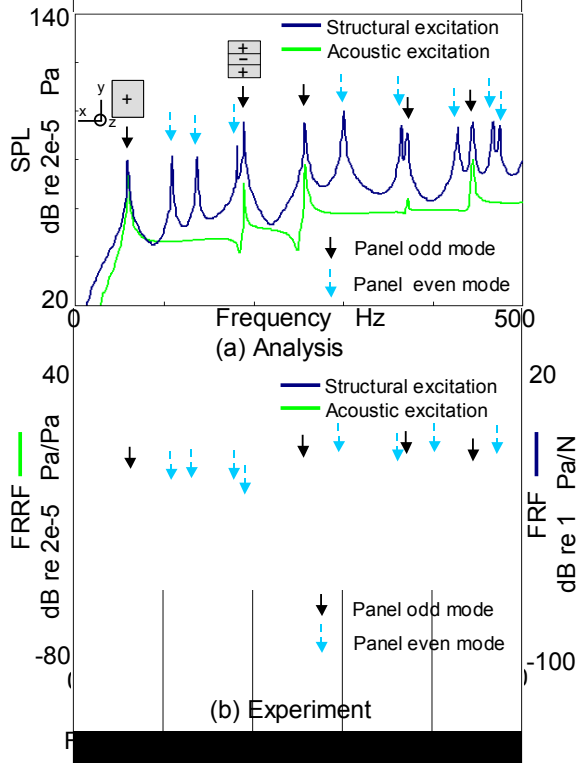 140
Structural excitation
Acoustic excitation
SPL
dB re 2e-5 Pa
+
+
-
+
y
x
z
Panel odd mode
Panel even mode
20
0
Frequency Hz
500
(a) Analysis
40
20
Structural excitation
Acoustic excitation
FRRF
dB re 2e-5 Pa/Pa
FRF
dB re 1 Pa/N
Panel odd mode
Panel even mode
-80
-100
(b) Experiment